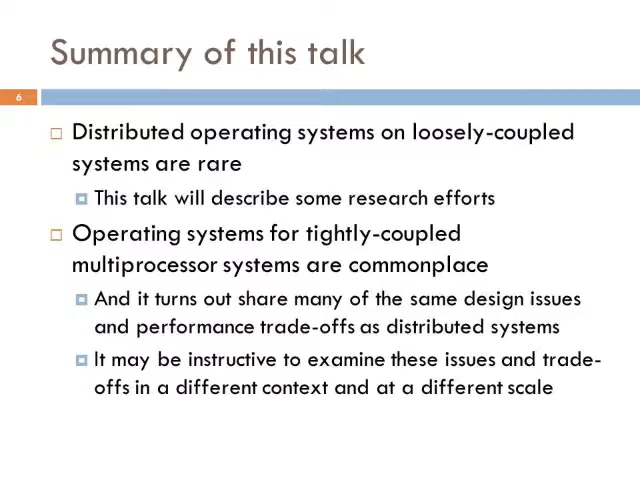 Summary of this talk
6
Distributed operating systems on loosely-coupled
systems are rare
This talk will describe some research efforts
Operating systems for tightly-coupled
multiprocessor systems are commonplace
And it turns out share many of the same design issues
and performance trade-offs as distributed systems
It may be instructive to examine these issues and trade-
offs in a different context and at a different scale